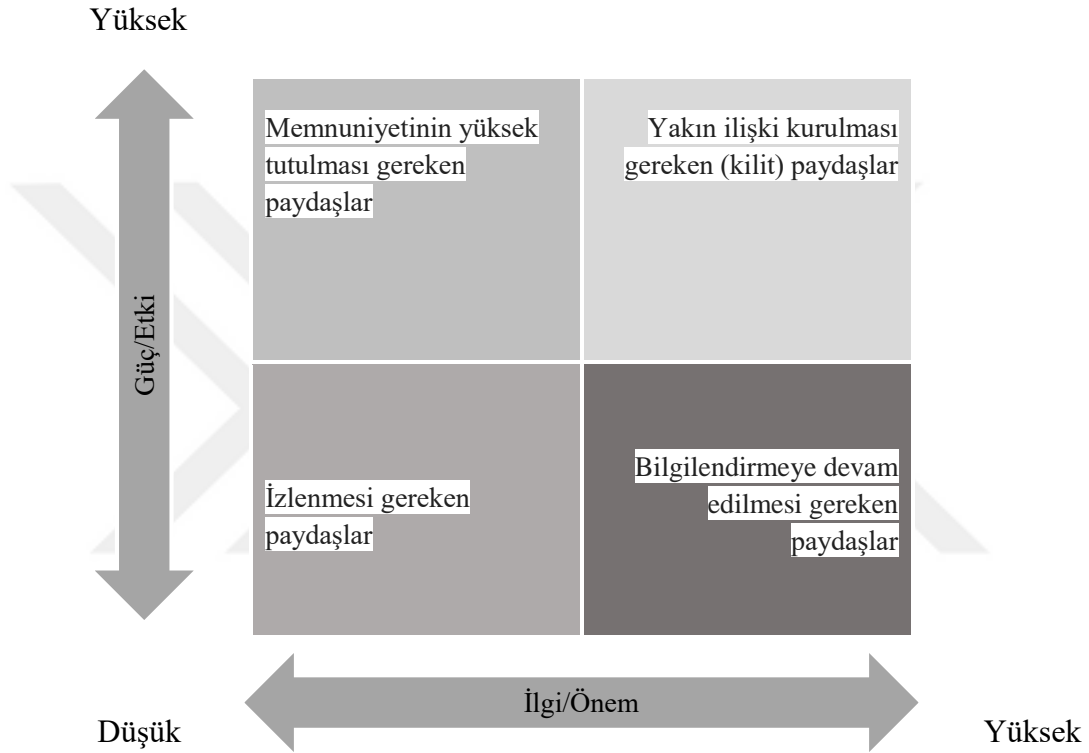 Yüksek
Memnuniyetinin yüksek
tutulması gereken
paydaşlar
Yakın ilişki kurulması
gereken (kilit) paydaşlar
Güç/Etki
İzlenmesi gereken
paydaşlar
Bilgilendirmeye devam
edilmesi gereken
paydaşlar
İlgi/Önem
Düşük
Yüksek